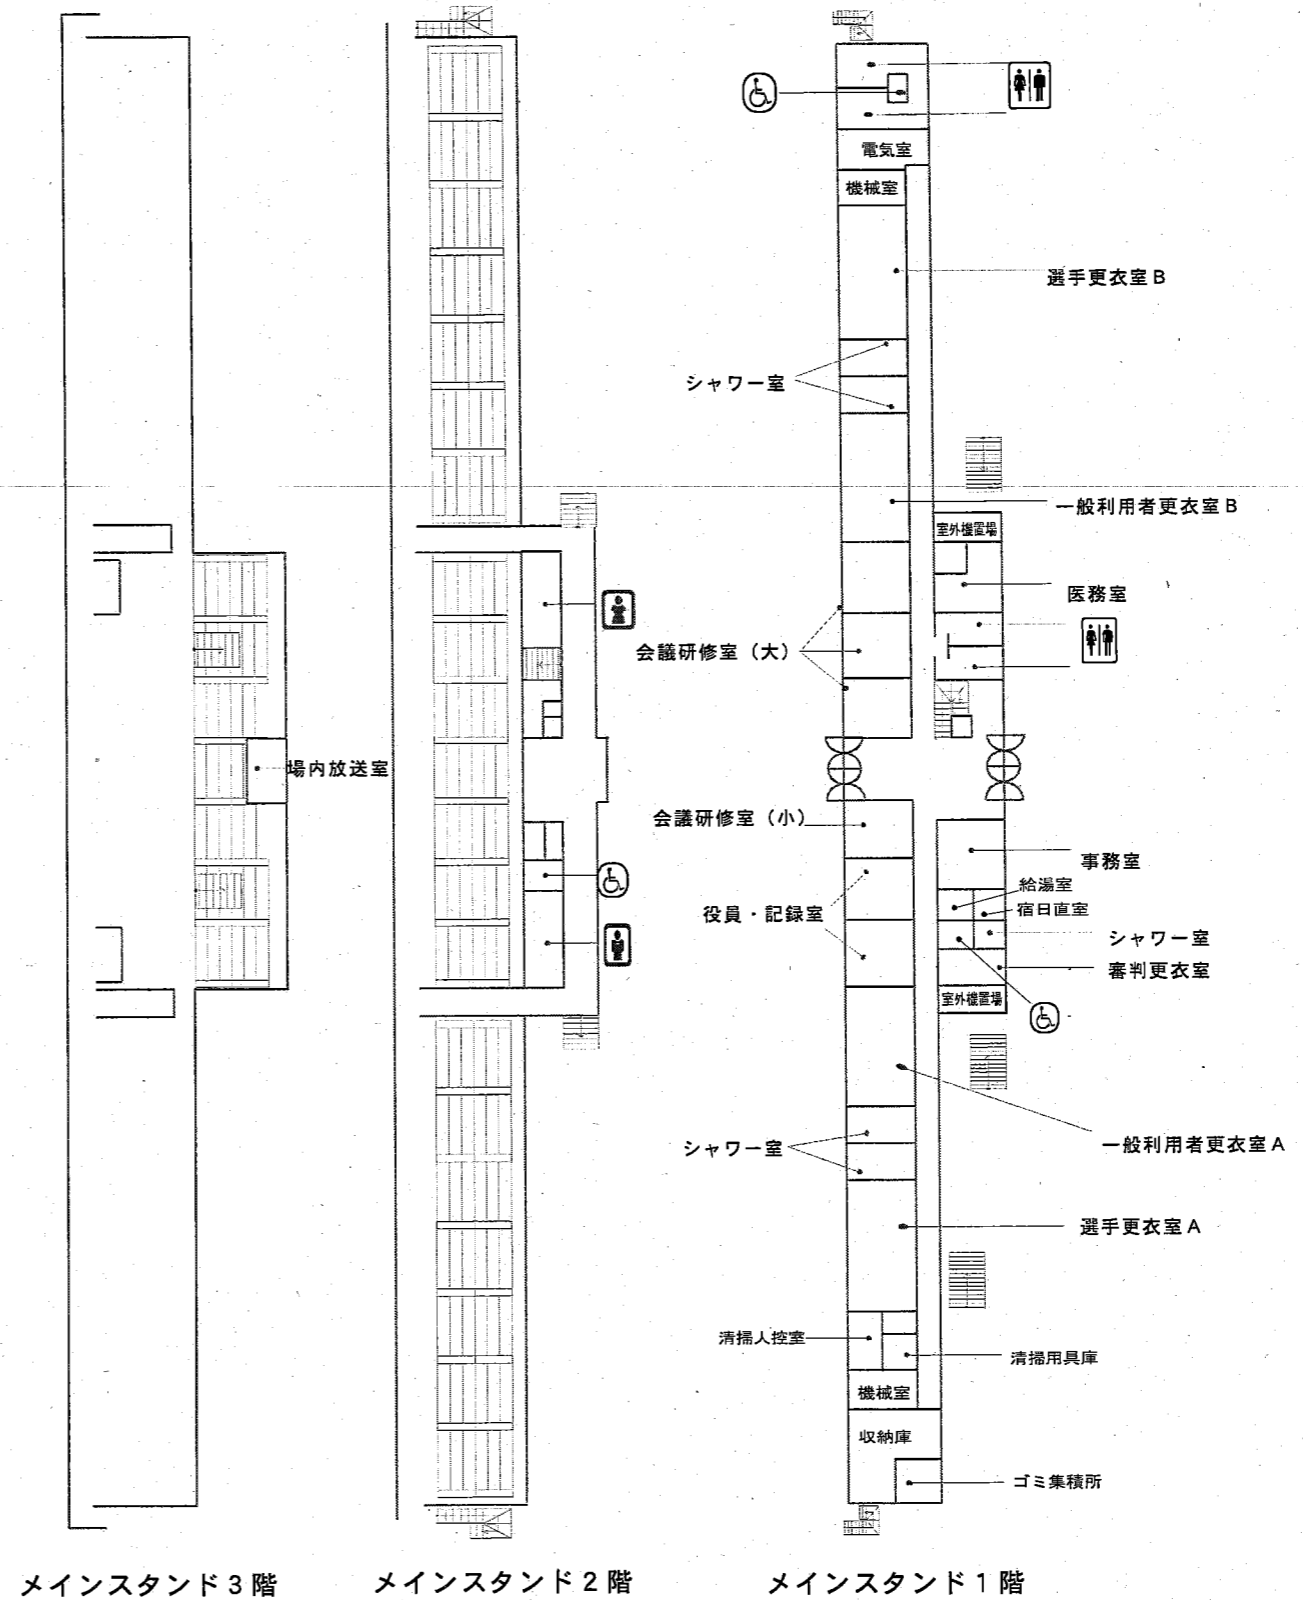 電気室
機械室
選手更衣室B
シャワー室
一般利用者更衣室B
室外機置場
医務室
会議研修室（大）
場内放送室
会議研修室（小）
事務室
給湯室
役員・記録室
宿日直室
シャワー室
審判更衣室
室外機置場
シャワー室
一般利用者更衣室A
選手更衣室A
清掃人控室
清掃用具庫
機械室
収納庫
ゴミ集積所
メインスタンド3階
メインスタンド2階
メインスタンド1階